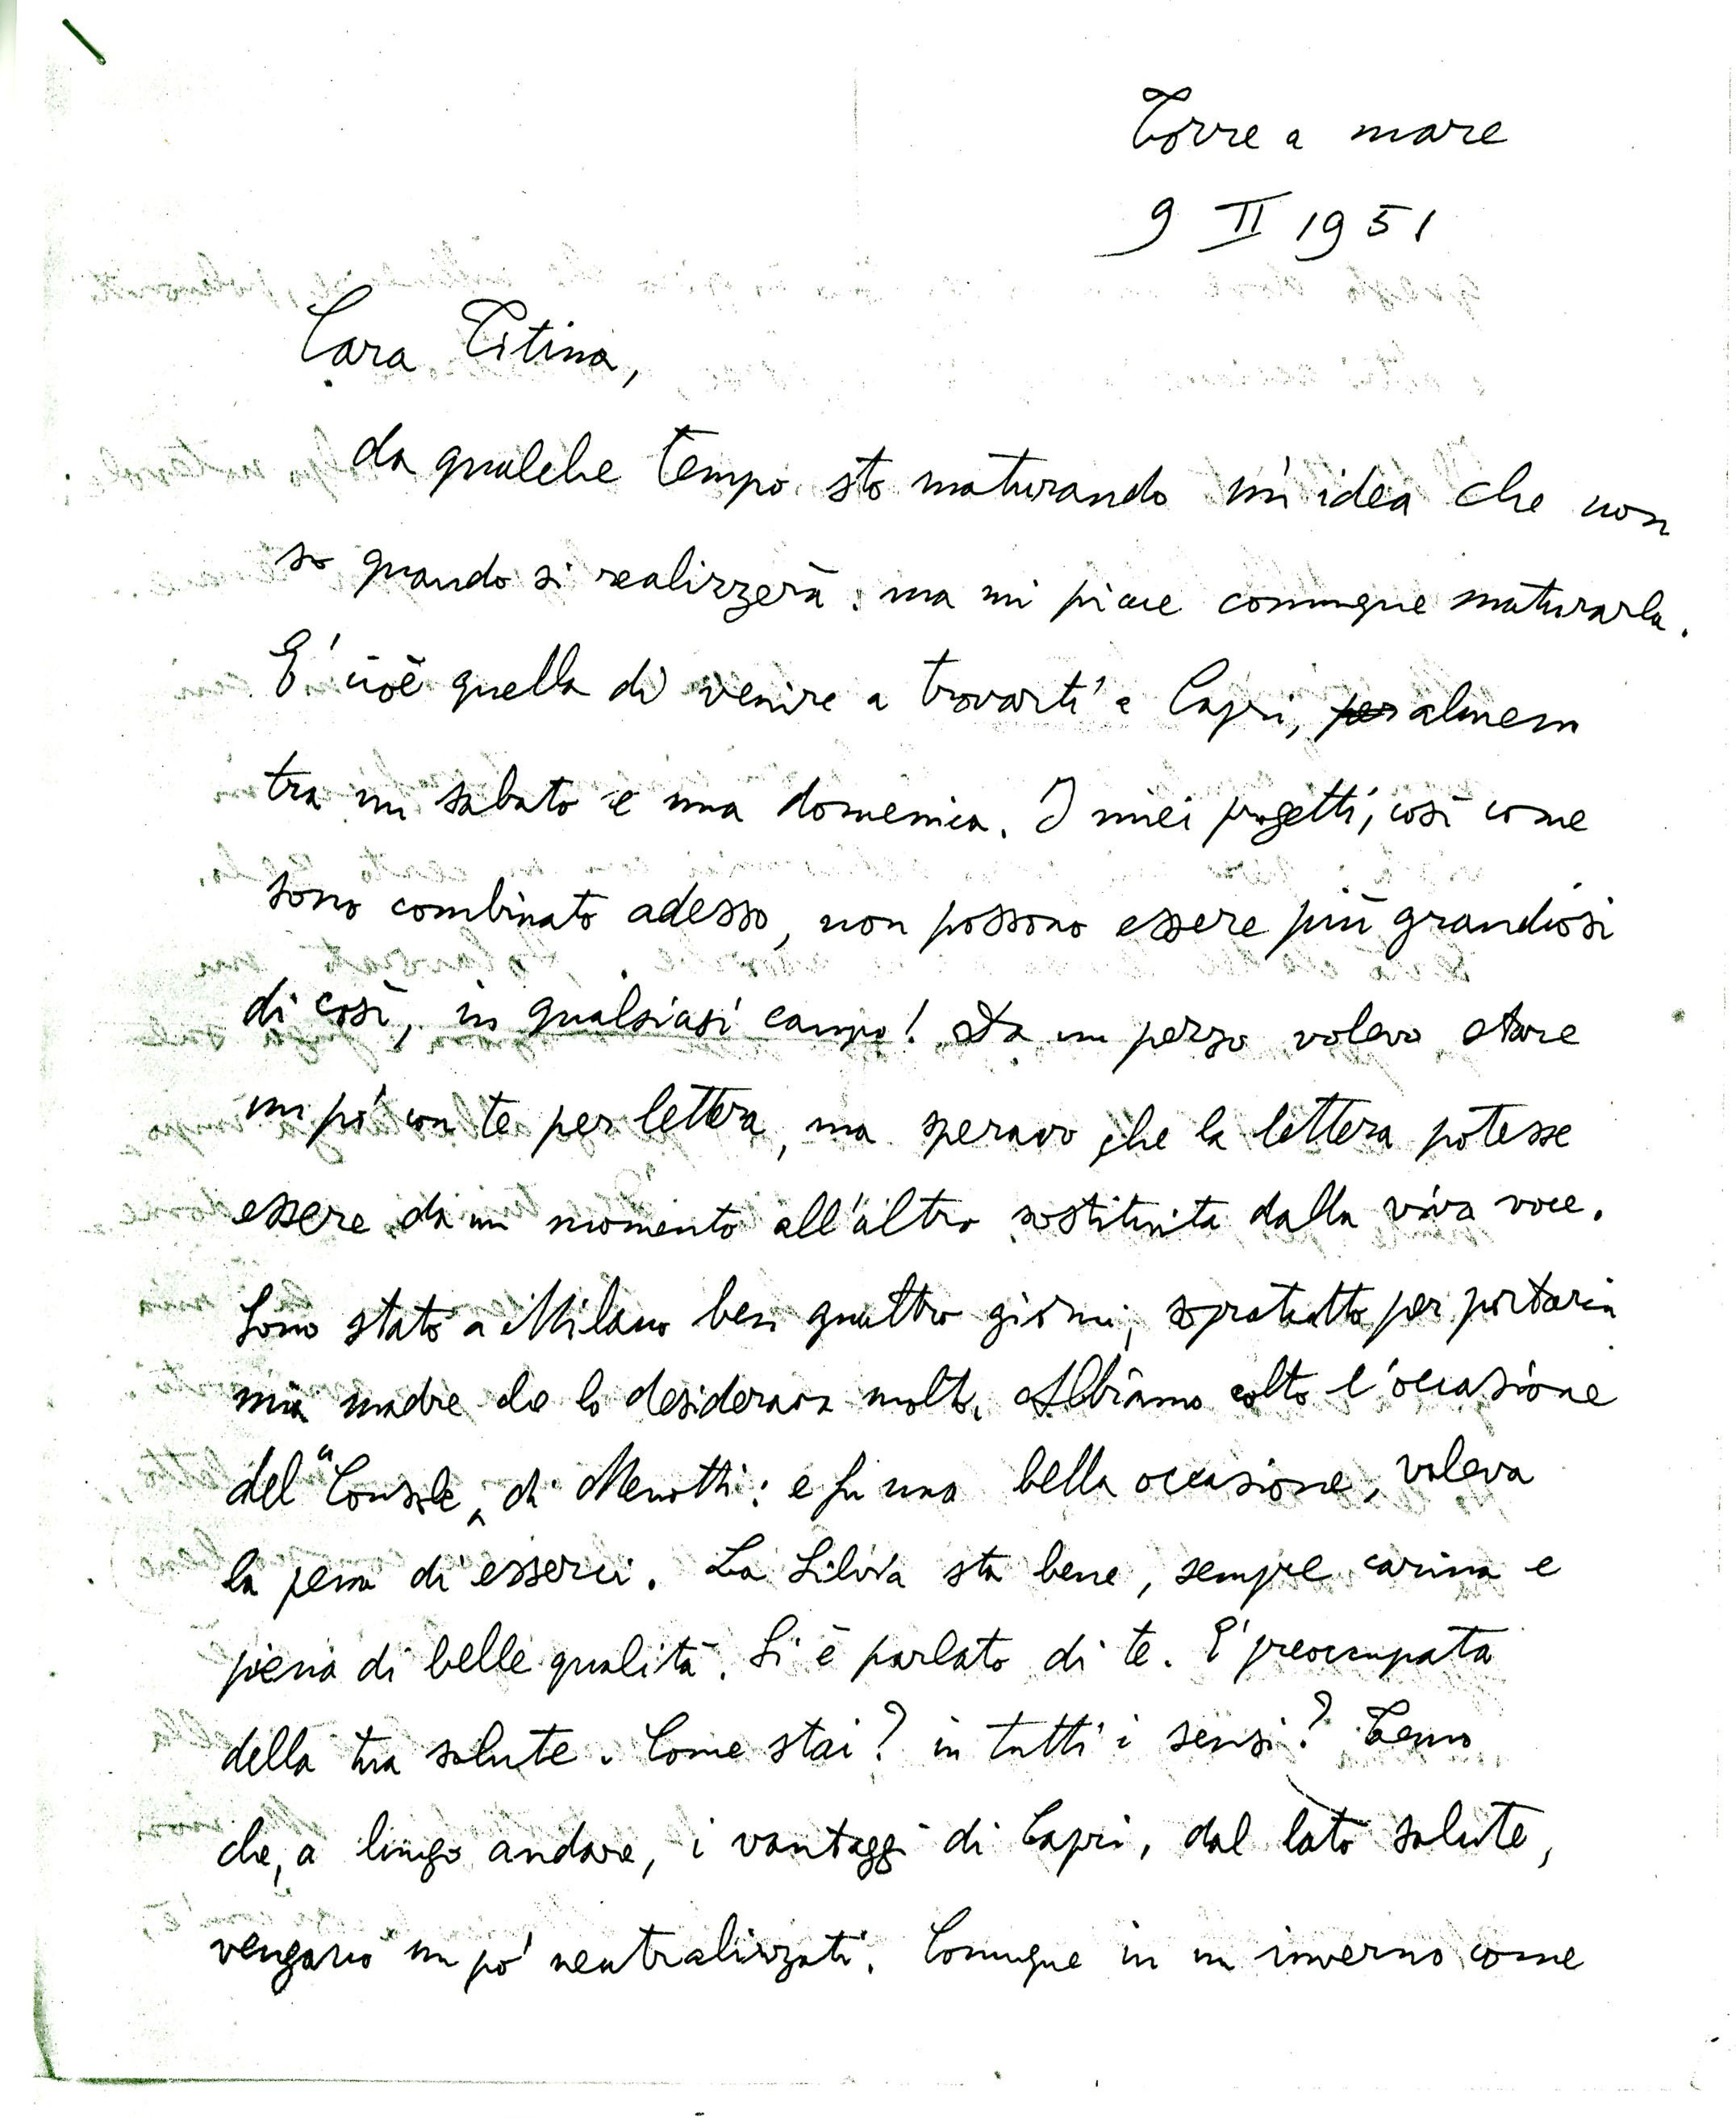 Torre a mare
9 II 1951
Cara Titina,
da qualche tempo sto maturando un'idea che non
so quando si realizzerà: ma mi piace comunque maturarla.
E' cioè quella di venire a trovarti a Capri, per almeno
tra un sabato e una domenica. I miei progetti, così come
sono combinato adesso, non possono essere più grandiosi
di così, in qualsiasi campo! Da un pezzo volevo stare
un po' con te per lettera, ma speravo che la lettera potesse
essere da un momento all'altro sostituita dalla viva voce.
Sono stato a Milano ben quattro giorni, sopratutto per portarci
mia madre che lo desiderava molto. Abbiamo colto l'occasione
del "Console" di Menotti: e fu una bella occasione, valeva
la pena di esserci. La Silvia sta bene, sempre carina e
piena di belle qualità. Si è parlato di te. E' preoccupata
della tua salute. Come stai? in tutti i sensi? Temo
che, a lungo andare, i vantaggi di Capri, dal lato salute,
vengano un po' neutralizzati. Comunque in un inverno come